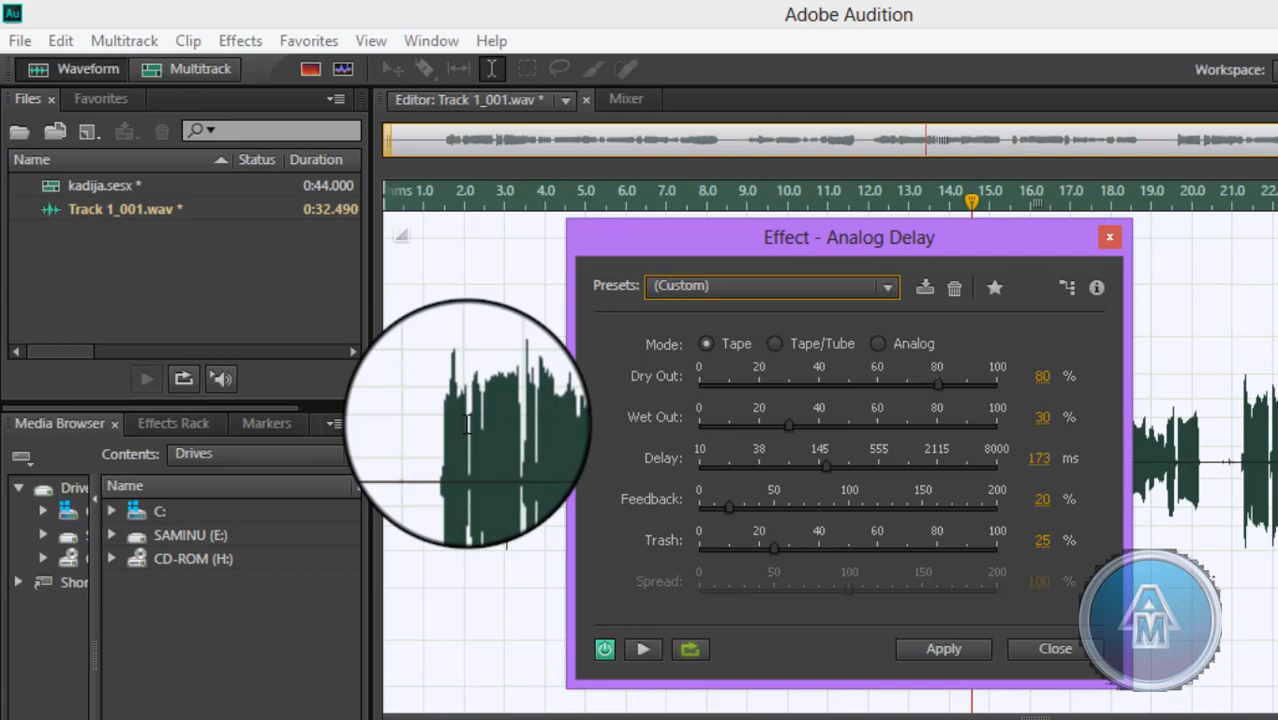 Au
Adobe Audition
File Edit Multitrack Clip Effects Favorites View Window Help
Waveform Multitrack Workspace:
Files x Favorites
Editor: Track 1_001.wav * x Mixer
Name Status Duration
kadija.sesx * 0:44.000
Track 1_001.wav * 0:32.490
hms 1.0 2.0 3.0 4.0 5.0 6.0 7.0 8.0 9.0 10.0 11.0 12.0 13.0 14.0 15.0 16.0 17.0 18.0 19.0 20.0 21.0 22.
Effect - Analog Delay
x
Presets: (Custom)
Mode: Tape Tape/Tube Analog
0 20 40 60 80 100
Dry Out: 80 %
0 20 40 60 80 100
Wet Out: 30 %
10 38 145 555 2115 8000
Delay: 173 ms
0 50 100 150 200
Feedback: 20 %
0 20 40 60 80 100
Trash: 25 %
0 50 100 150 200
Spread: 100 %
Apply Close
Media Browser x Effects Rack Markers
Contents: Drives
Drive
Name
C:
SAMINU (E:)
CD-ROM (H:)
S
C
Shor
AM